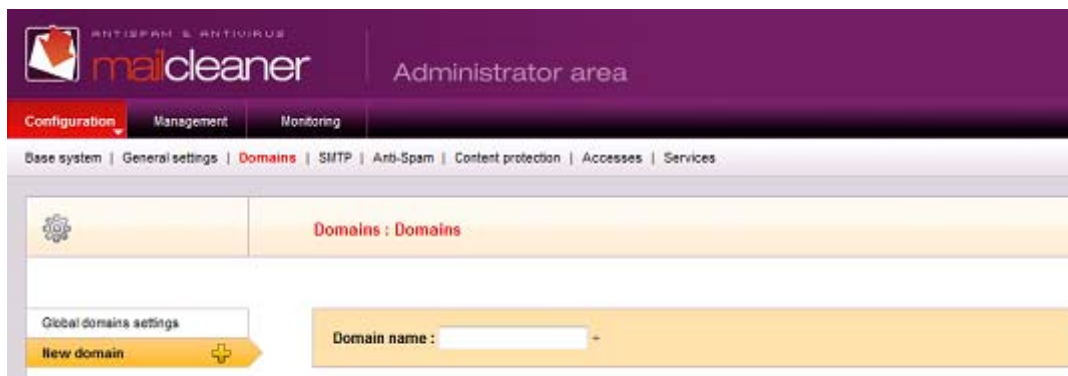 ANTISPAM & ANTIVIRUS
mailcleaner
Administrator area
Configuration Management Monitoring
Base system | General settings | Domains | SMTP | Anti-Spam | Content protection | Accesses | Services
Domains : Domains
Global domains settings
New domain
Domain name :